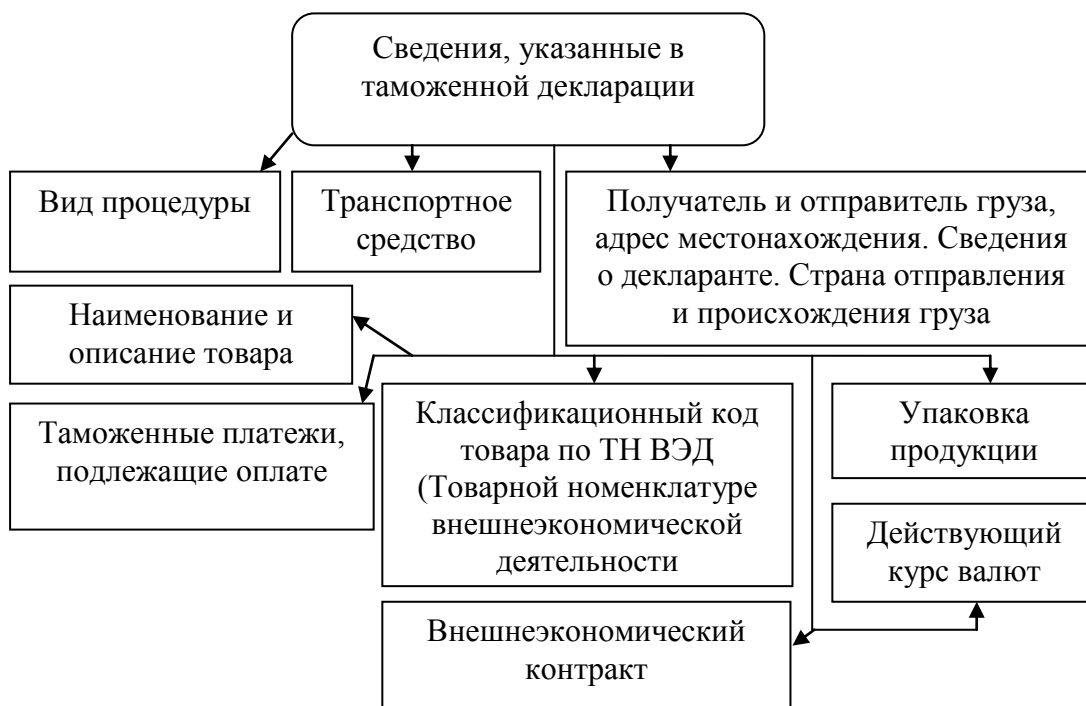 Сведения, указанные в
таможенной декларации
Вид процедуры
Транспортное
средство
Получатель и отправитель груза,
адрес местонахождения. Сведения
о декларанте. Страна отправления
и происхождения груза
Наименование и
описание товара
Таможенные платежи,
подлежащие оплате
Классификационный код
товара по ТН ВЭД
(Товарной номенклатуре
внешнеэкономической
деятельности
Упаковка
продукции
Действующий
курс валют
Внешнеэкономический
контракт